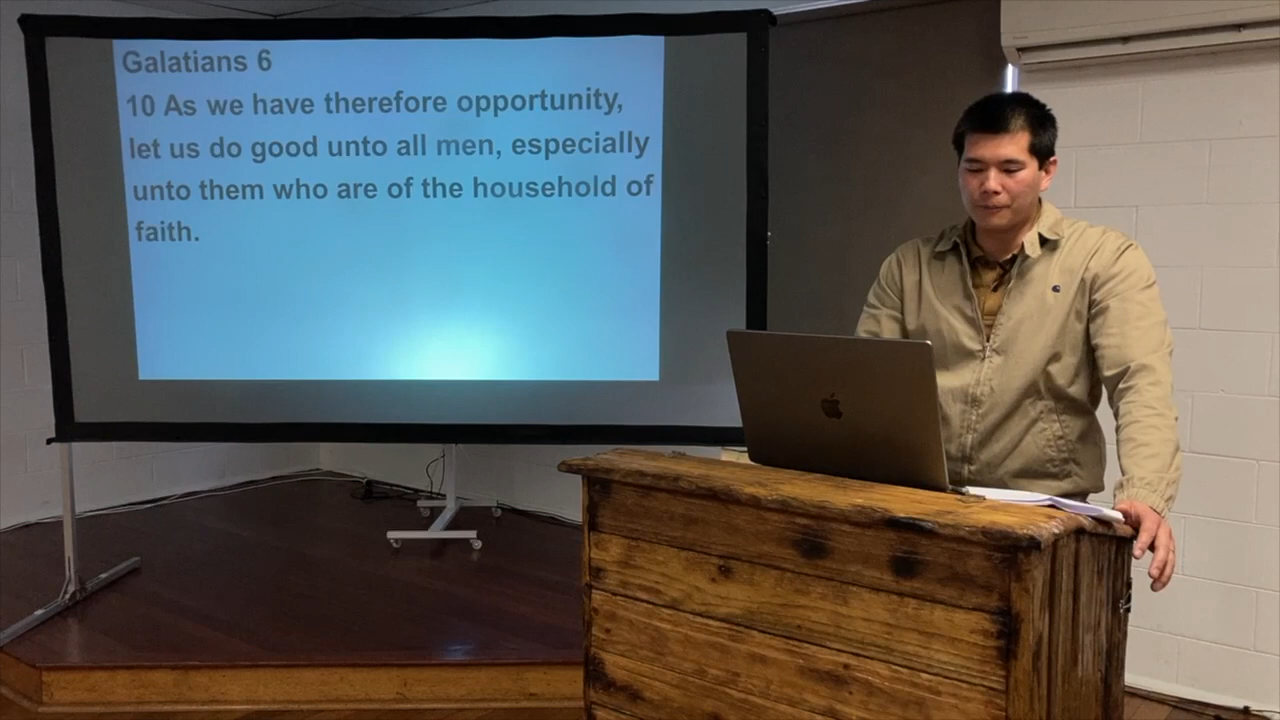 Galatians 6
10 As we have therefore opportunity,
let us do good unto all men, especially
unto them who are of the household of
faith.